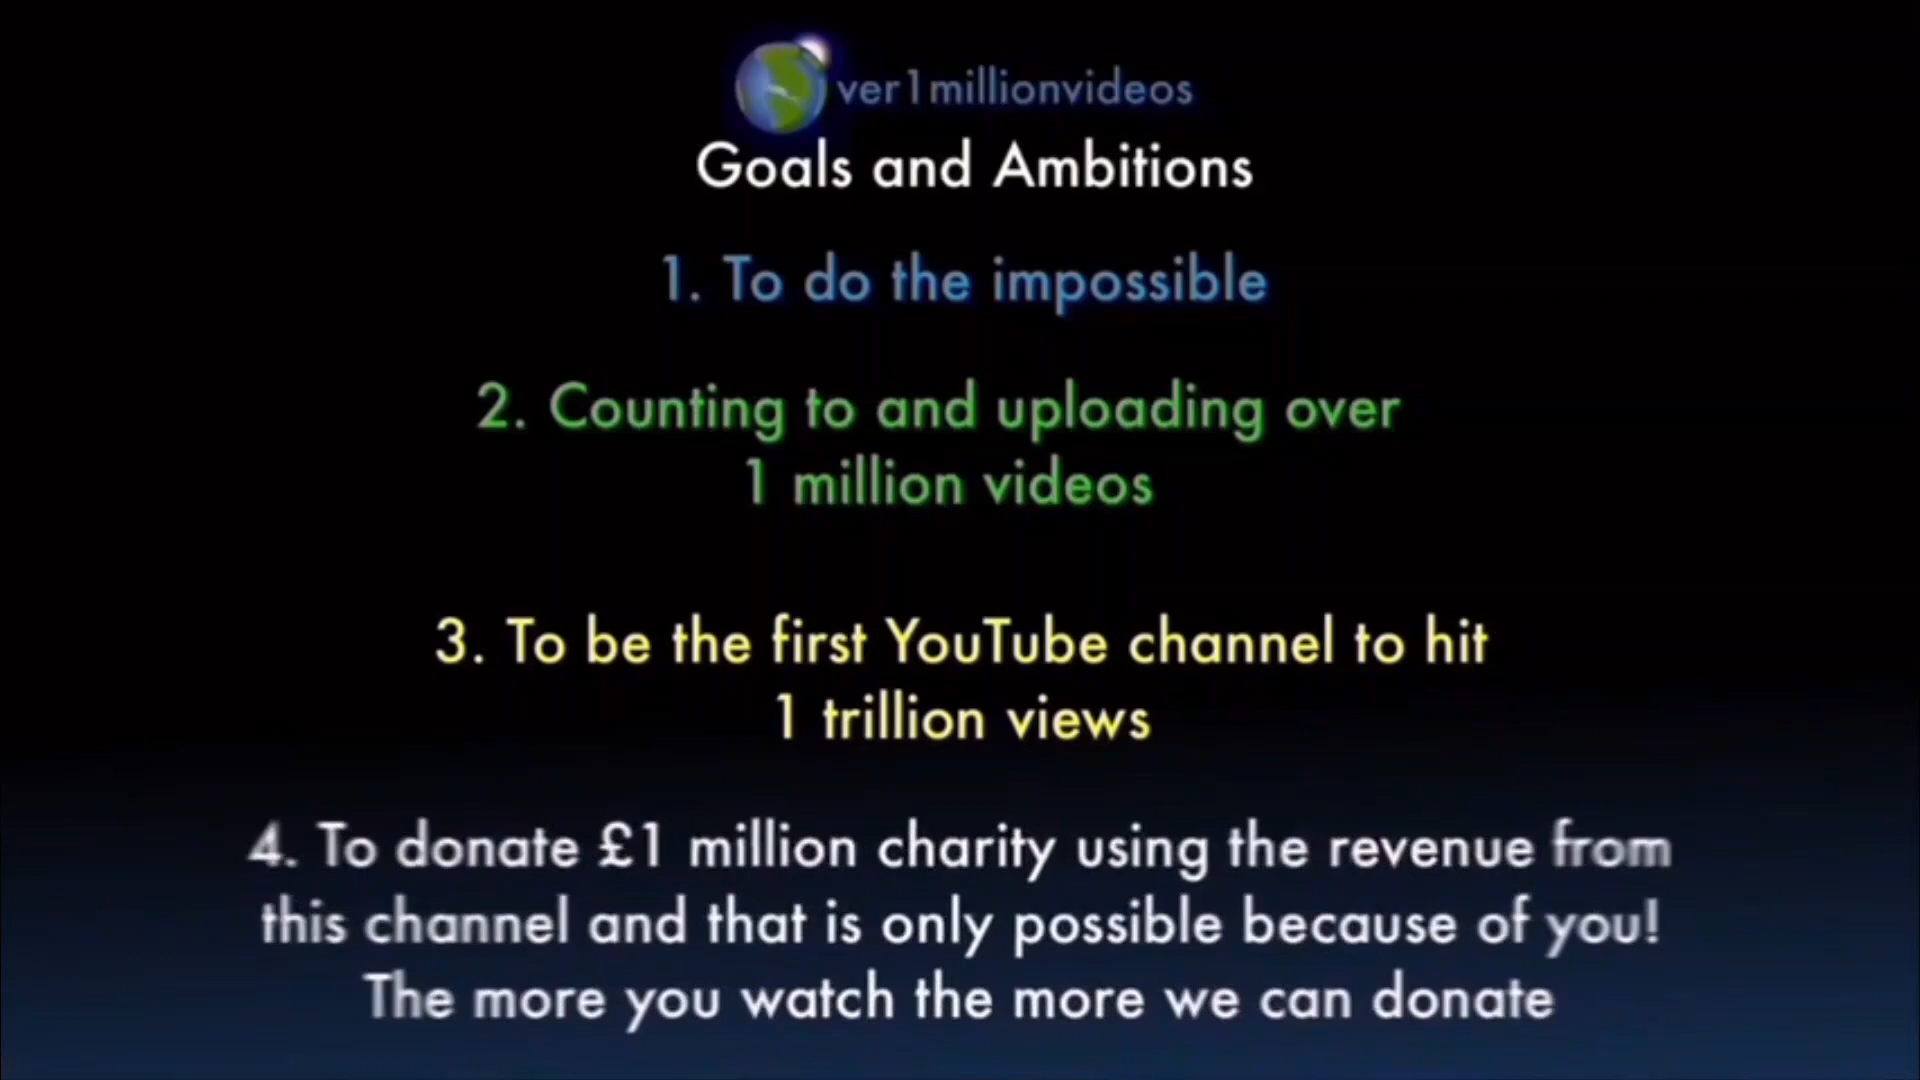 ver1millionvideos
Goals and Ambitions
1. To do the impossible
2. Counting to and uploading over
1 million videos
3. To be the first YouTube channel to hit
1 trillion views
4. To donate £1 million charity using the revenue from
this channel and that is only possible because of you!
The more you watch the more we can donate